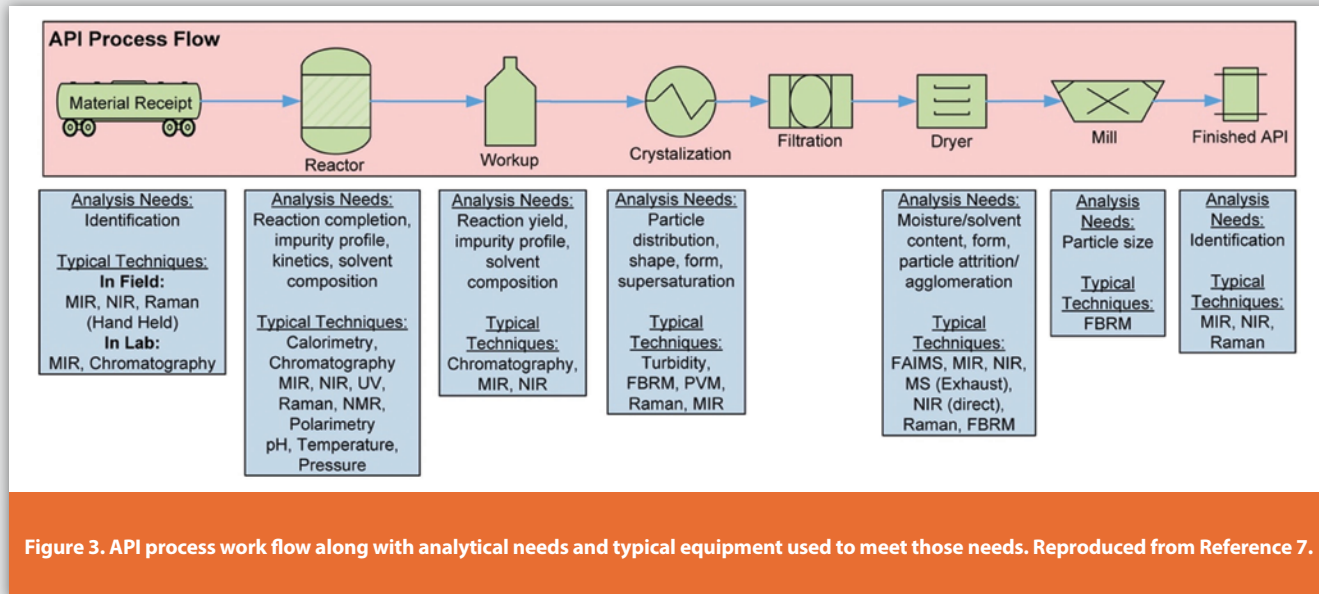 API Process Flow
Material Receipt
Reactor
Workup
Crystalization
Filtration
Dryer
Mill
Finished API
Analysis Needs:
Identification
Typical Techniques:
In Field:
MIR, NIR, Raman
(Hand Held)
In Lab:
MIR, Chromatography
Analysis Needs:
Reaction completion,
impurity profile,
kinetics, solvent
composition
Typical Techniques:
Calorimetry,
Chromatography
MIR, NIR, UV,
Raman, NMR,
Polarimetry
pH, Temperature,
Pressure
Analysis Needs:
Reaction yield,
impurity profile,
solvent
composition
Typical
Techniques:
Chromatography,
MIR, NIR
Analysis Needs:
Particle
distribution,
shape, form,
supersaturation
Typical
Techniques:
Turbidity,
FBRM, PVM,
Raman, MIR
Analysis Needs:
Moisture/solvent
content, form,
particle attrition/
agglomeration
Typical
Techniques:
FAIMS, MIR, NIR,
MS (Exhaust),
NIR (direct),
Raman, FBRM
Analysis
Needs:
Particle size
Typical
Techniques:
FBRM
Analysis
Needs:
Identification
Typical
Techniques:
MIR, NIR,
Raman
Figure 3. API process work flow along with analytical needs and typical equipment used to meet those needs. Reproduced from Reference 7.